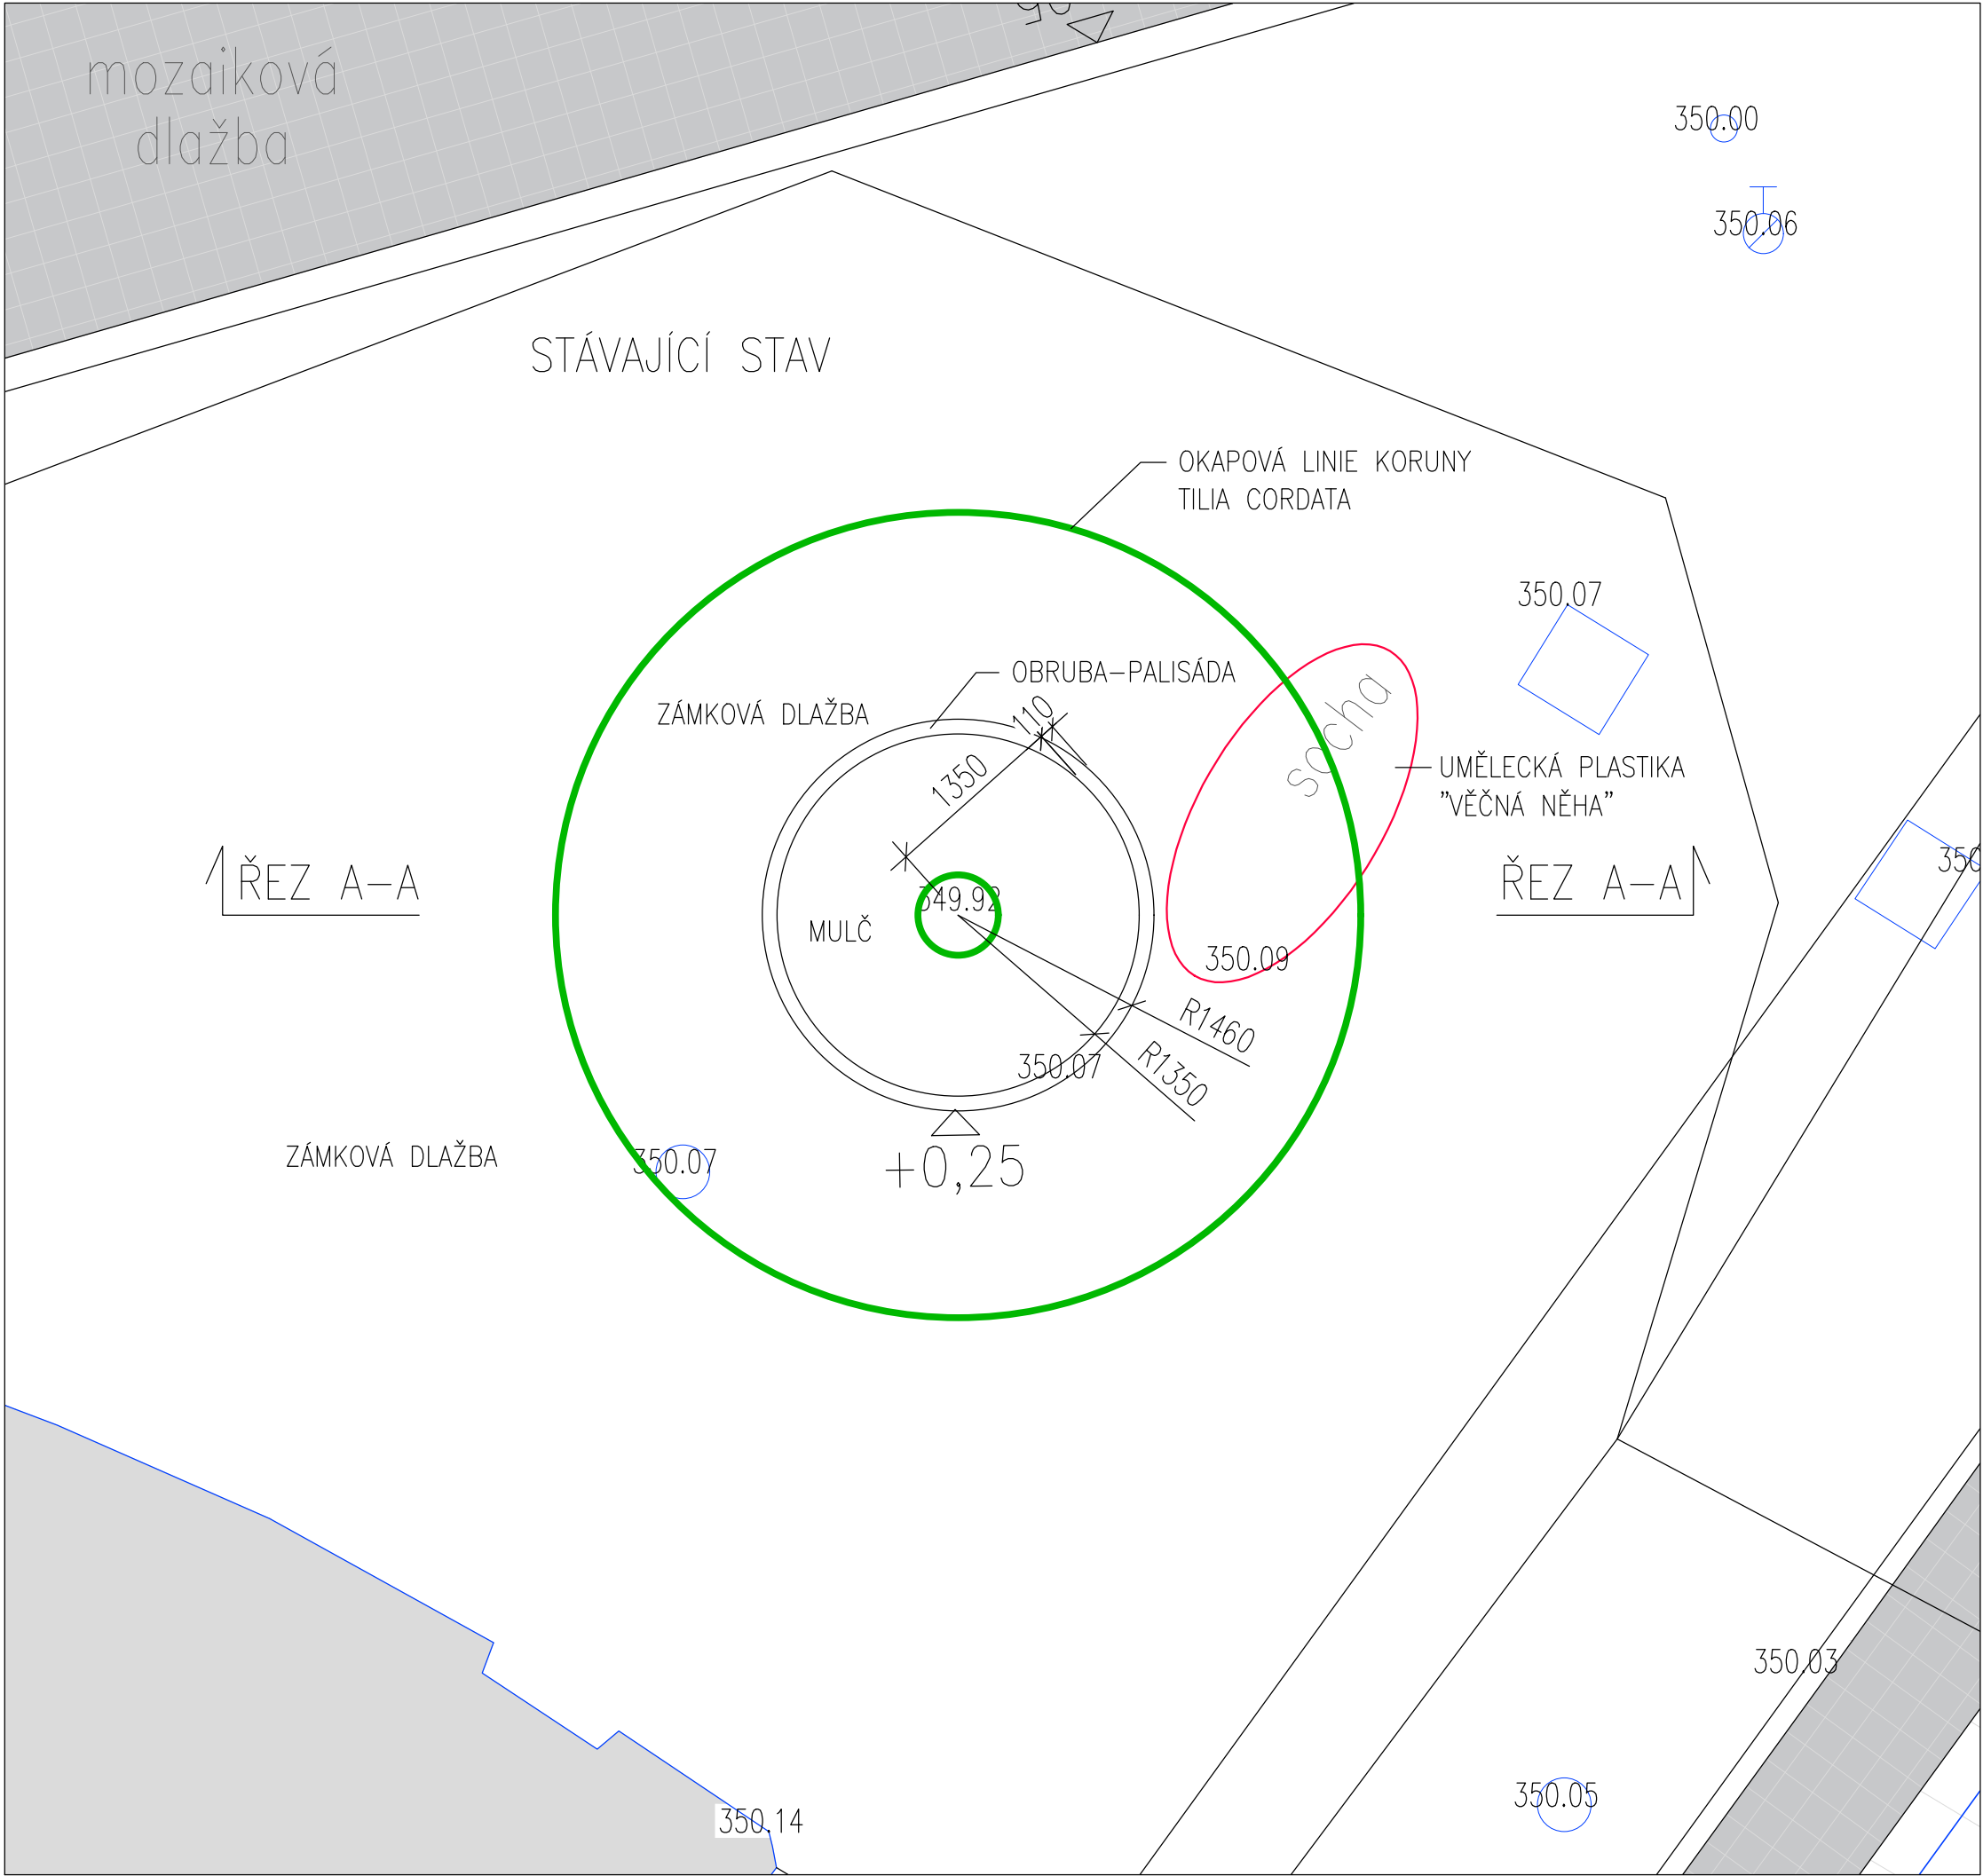 mozaiková
dlažba
350.00
350.06
STÁVAJÍCÍ STAV
OKAPOVÁ LINIE KORUNY
TILIA CORDATA
350.07
OBRUBA-PALISÁDA
socha
ZÁMKOVÁ DLAŽBA
110
1350
UMĚLECKÁ PLASTIKA
"VĚČNÁ NĚHA"
ŘEZ A-A
ŘEZ A-A
350
349.92
MULČ
350.09
R1460
R1350
350.07
+0,25
ZÁMKOVÁ DLAŽBA
350.07
350.03
350.05
350.14